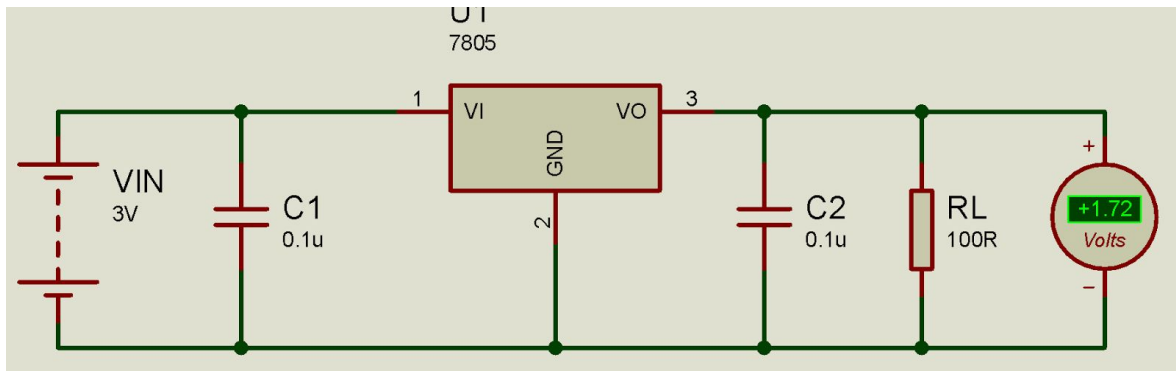 U1
7805
1
VI
VO
3
GND
2
VIN
3V
C1
0.1u
C2
0.1u
RL
100R
+
+1.72
Volts
−